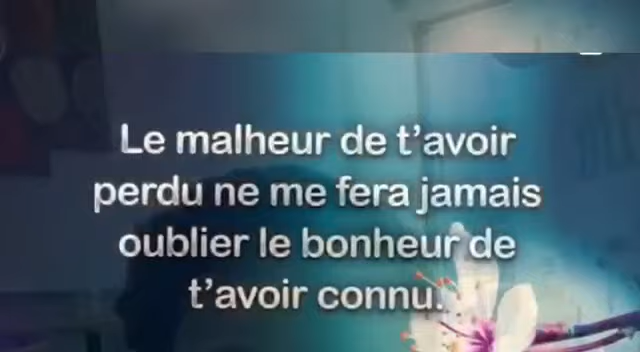 Le malheur de t’avoir
perdu ne me fera jamais
oublier le bonheur de
t’avoir connu.